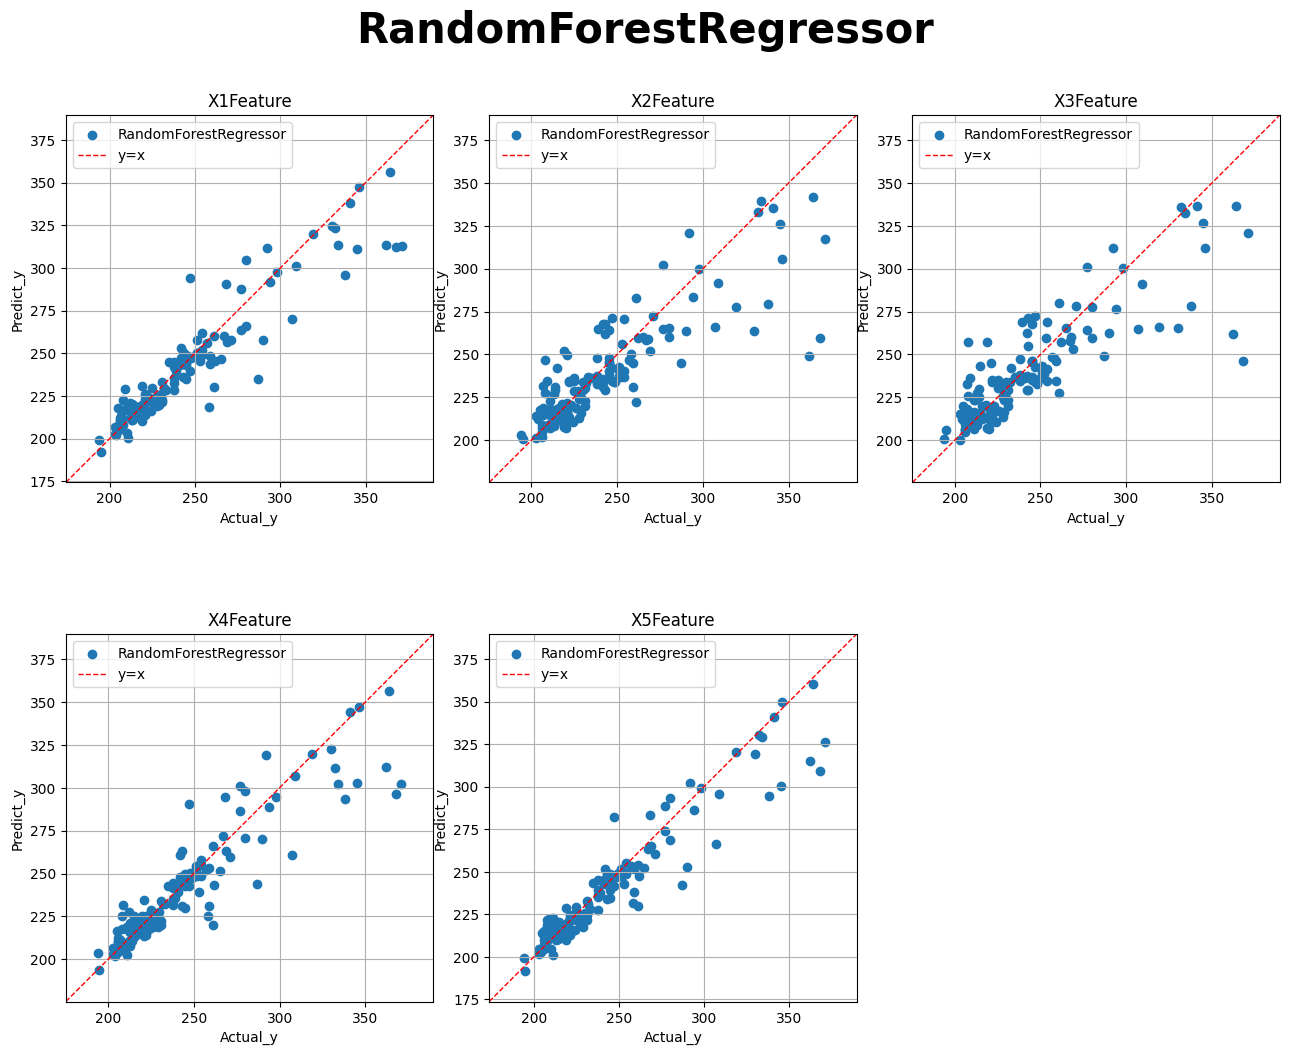 RandomForestRegressor
X1Feature
RandomForestRegressor
y=x
375
350
325
300
275
250
225
200
175
Predict_y
200 250 300 350
Actual_y
X2Feature
RandomForestRegressor
y=x
375
350
325
300
275
250
225
200
Predict_y
200 250 300 350
Actual_y
X3Feature
RandomForestRegressor
y=x
375
350
325
300
275
250
225
200
Predict_y
200 250 300 350
Actual_y
X4Feature
RandomForestRegressor
y=x
375
350
325
300
275
250
225
200
Predict_y
200 250 300 350
Actual_y
X5Feature
RandomForestRegressor
y=x
375
350
325
300
275
250
225
200
175
Predict_y
200 250 300 350
Actual_y